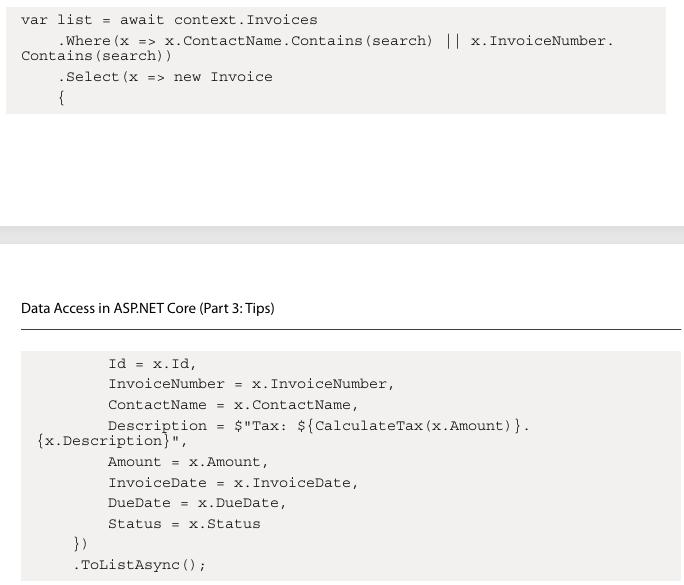 var list = await context.Invoices
    .Where(x => x.ContactName.Contains(search) || x.InvoiceNumber.
Contains(search))
    .Select(x => new Invoice
    {
Data Access in ASP.NET Core (Part 3: Tips)
        Id = x.Id,
        InvoiceNumber = x.InvoiceNumber,
        ContactName = x.ContactName,
        Description = $"Tax: ${CalculateTax(x.Amount)}.
{x.Description}",
        Amount = x.Amount,
        InvoiceDate = x.InvoiceDate,
        DueDate = x.DueDate,
        Status = x.Status
    })
    .ToListAsync();